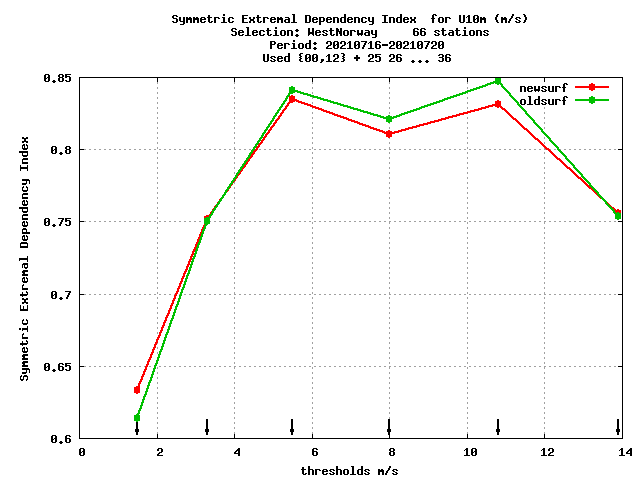 Symmetric Extremal Dependency Index  for U10m (m/s)
Selection: WestNorway     66 stations
Period: 20210716-20210720
Used {00,12} + 25 26 ... 36
newsurf
oldsurf
Symmetric Extremal Dependency Index
0.85
0.8
0.75
0.7
0.65
0.6
0 2 4 6 8 10 12 14
thresholds m/s